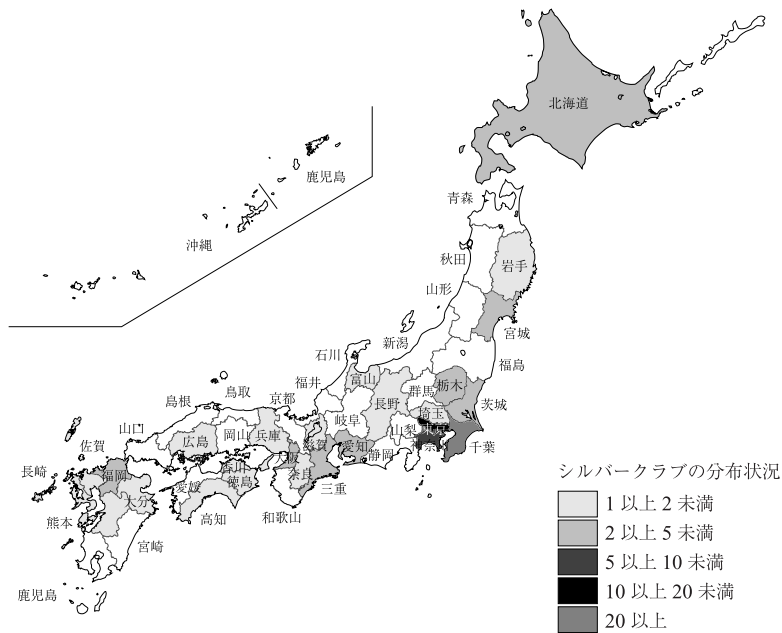 北海道
鹿児島
青森
沖縄
秋田
岩手
山形
宮城
新潟
石川
福島
富山
福井
群馬
栃木
鳥取
京都
長野
島根
茨城
埼玉
岐阜
山口
岡山
兵庫
広島
山梨
東京
佐賀
滋賀
愛知
静岡
神奈川
千葉
大阪
長崎
福岡
香川
奈良
徳島
愛媛
三重
大分
熊本
高知
和歌山
宮崎
鹿児島
シルバークラブの分布状況
1 以上 2 未満
2 以上 5 未満
5 以上 10 未満
10 以上 20 未満
20 以上